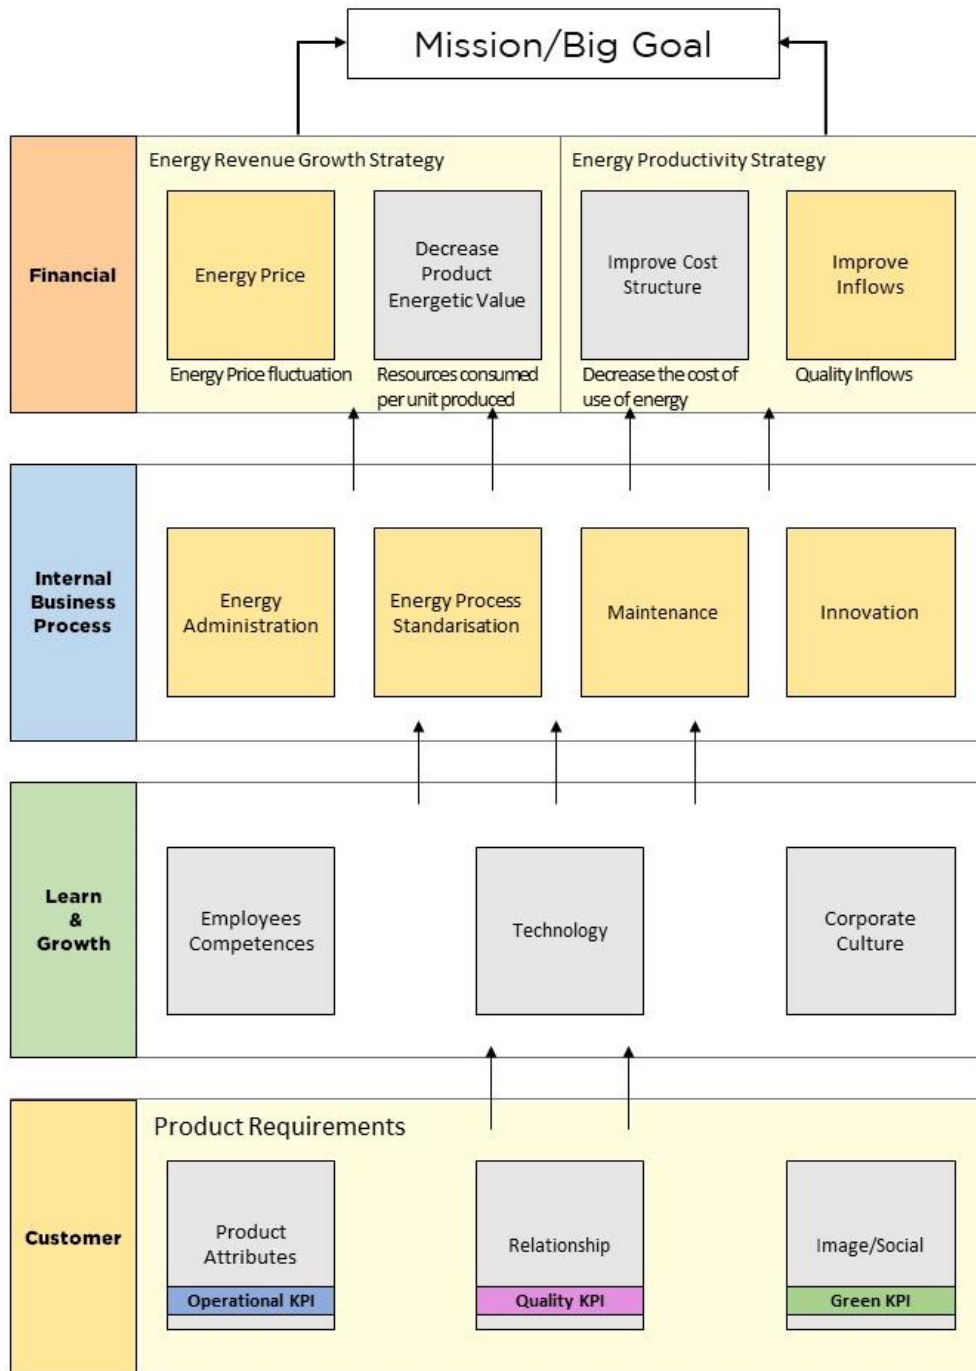 Mission/Big Goal
Financial
Energy Revenue Growth Strategy
Energy Productivity Strategy
Energy Price
Decrease
Product
Energetic Value
Improve Cost
Structure
Improve
Inflows
Energy Price fluctuation
Resources consumed
per unit produced
Decrease the cost of
use of energy
Quality Inflows
Internal
Business
Process
Energy
Administration
Energy Process
Standarisation
Maintenance
Innovation
Learn
&
Growth
Employees
Competences
Technology
Corporate
Culture
Customer
Product Requirements
Product
Attributes
Operational KPI
Relationship
Quality KPI
Image/Social
Green KPI